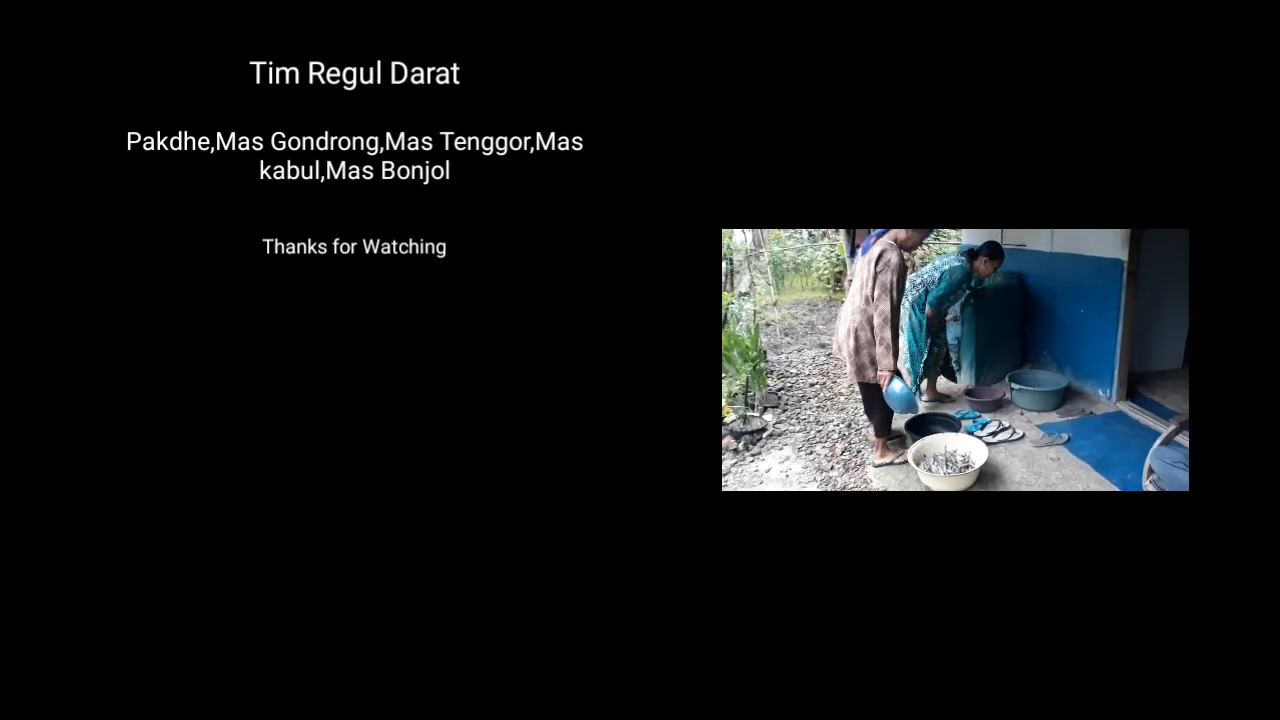 Tim Regul Darat
Pakdhe,Mas Gondrong,Mas Tenggor,Mas
kabul,Mas Bonjol
Thanks for Watching